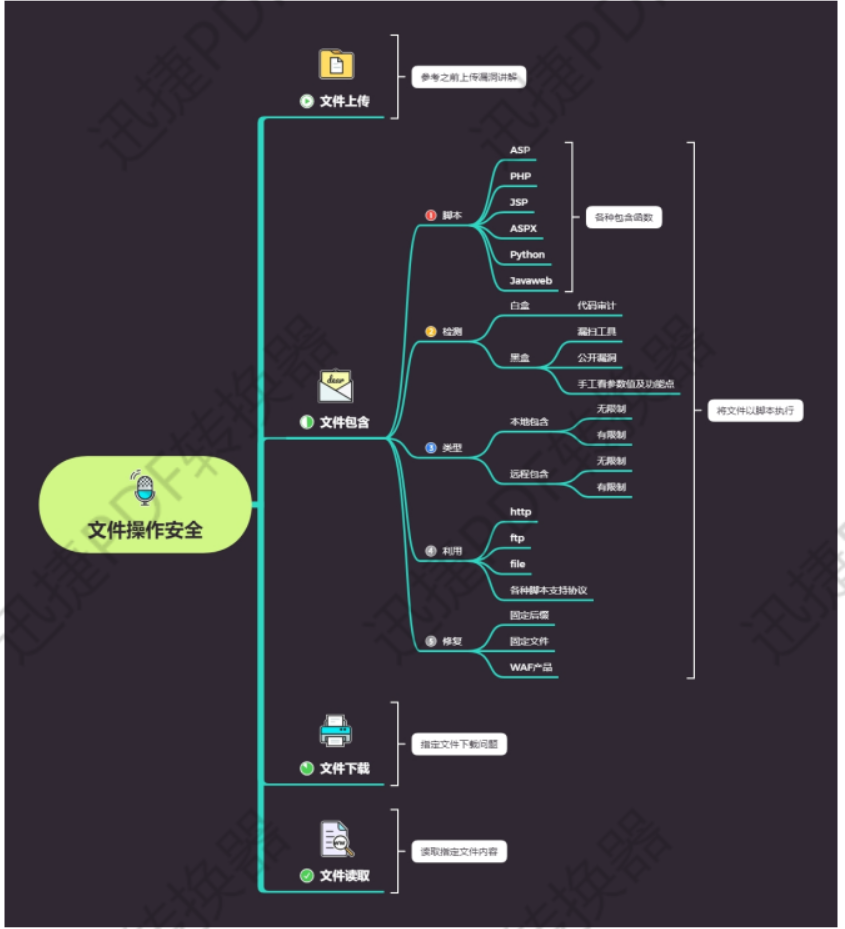 文件操作安全
文件上传
参考之前上传漏洞讲解
文件包含
1 脚本
ASP
PHP
JSP
ASPX
Python
Javaweb
各种包含函数
2 检测
白盒
代码审计
黑盒
漏扫工具
公开漏洞
手工看参数值及功能点
3 类型
本地包含
无限制
有限制
远程包含
无限制
有限制
4 利用
http
ftp
file
各种脚本支持协议
5 修复
固定后缀
固定文件
WAF产品
将文件以脚本执行
文件下载
指定文件下载问题
文件读取
读取指定文件内容
迅捷PDF转换器